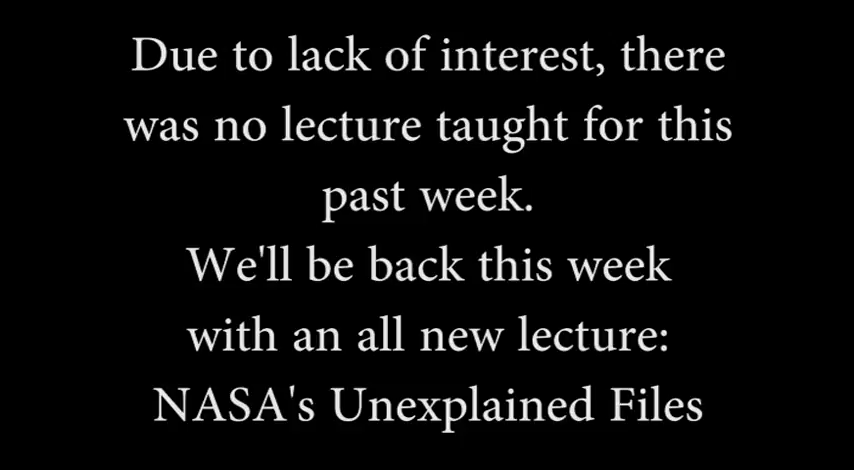 Due to lack of interest, there
was no lecture taught for this
past week.
We'll be back this week
with an all new lecture:
NASA's Unexplained Files